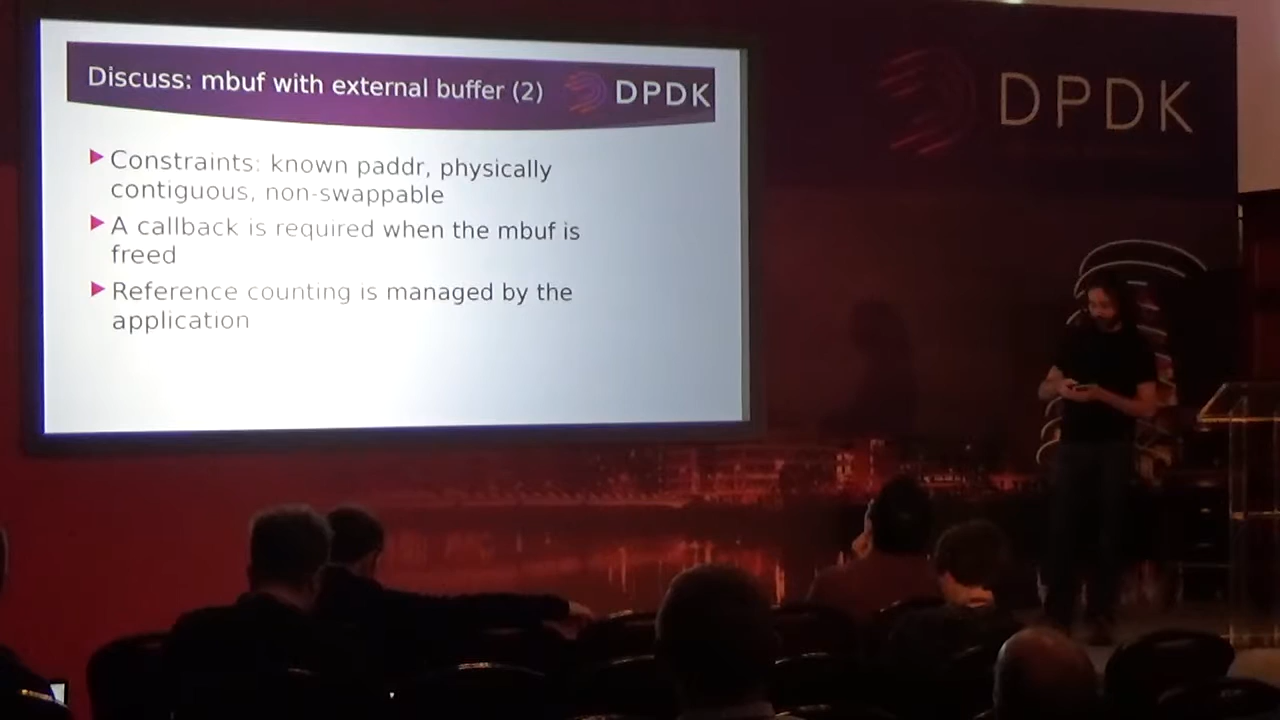 Discuss: mbuf with external buffer (2)
DPDK
Constraints: known paddr, physically
contiguous, non-swappable
A callback is required when the mbuf is
freed
Reference counting is managed by the
application
DPDK